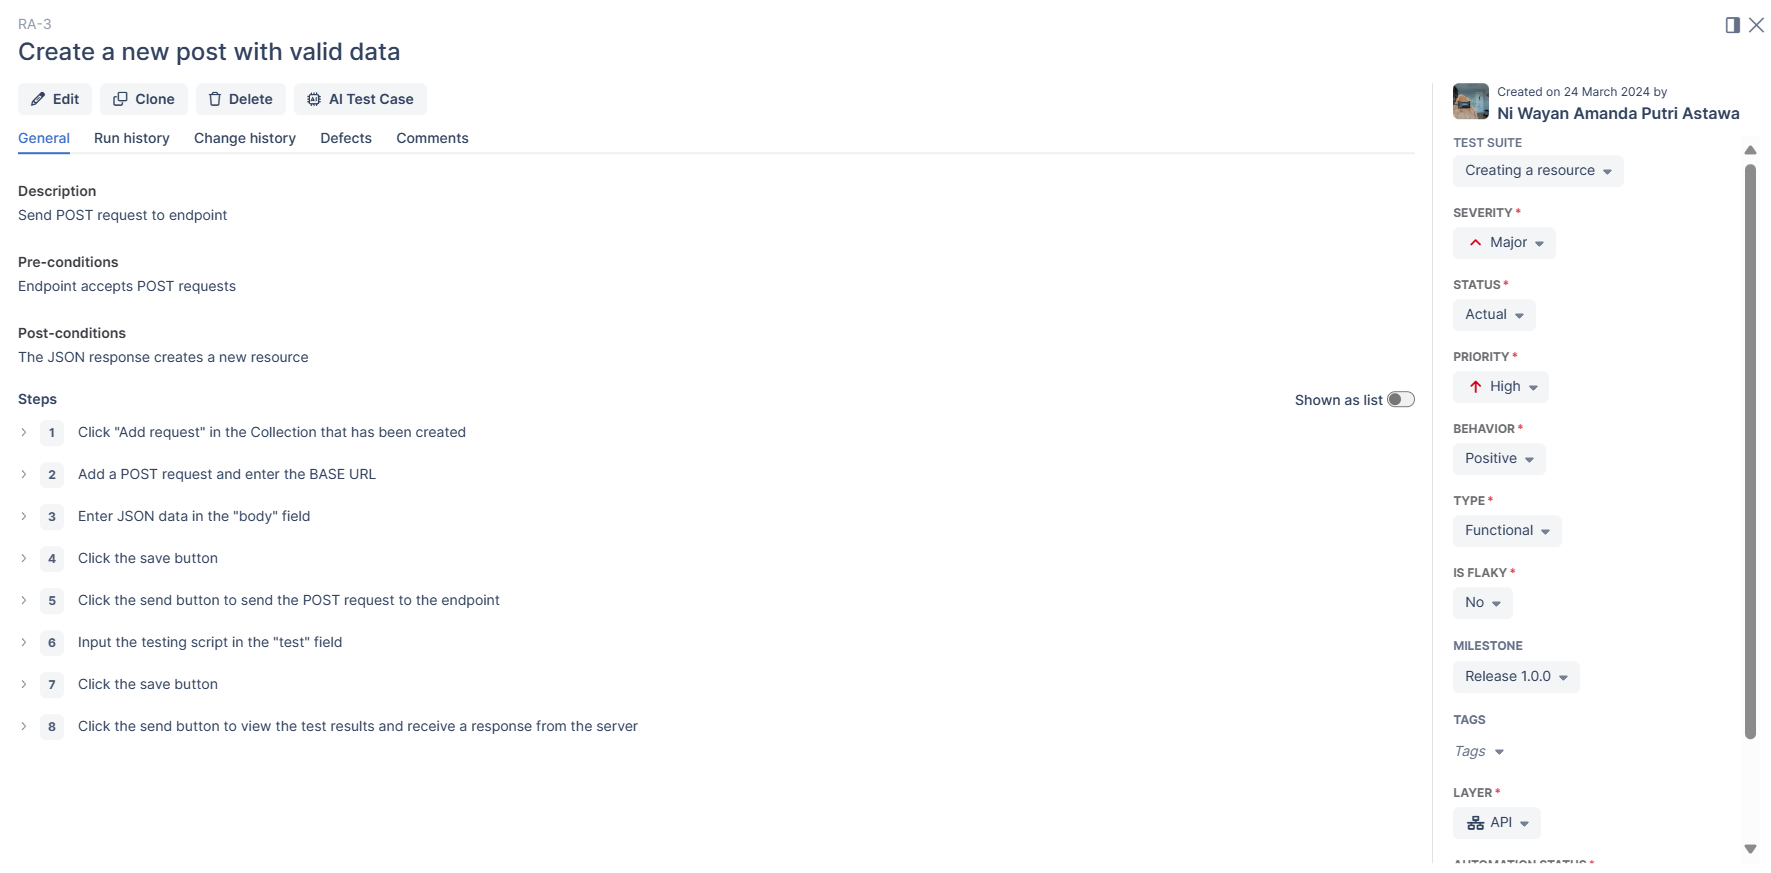 RA-3
Create a new post with valid data
Edit
Clone
Delete
AI Test Case
General
Run history
Change history
Defects
Comments
Description
Send POST request to endpoint
Pre-conditions
Endpoint accepts POST requests
Post-conditions
The JSON response creates a new resource
Steps
Shown as list
1 Click "Add request" in the Collection that has been created
2 Add a POST request and enter the BASE URL
3 Enter JSON data in the "body" field
4 Click the save button
5 Click the send button to send the POST request to the endpoint
6 Input the testing script in the "test" field
7 Click the save button
8 Click the send button to view the test results and receive a response from the server
Created on 24 March 2024 by
Ni Wayan Amanda Putri Astawa
TEST SUITE
Creating a resource
SEVERITY*
Major
STATUS*
Actual
PRIORITY*
High
BEHAVIOR*
Positive
TYPE*
Functional
IS FLAKY*
No
MILESTONE
Release 1.0.0
TAGS
Tags
LAYER*
API
AUTOMATION STATUS*